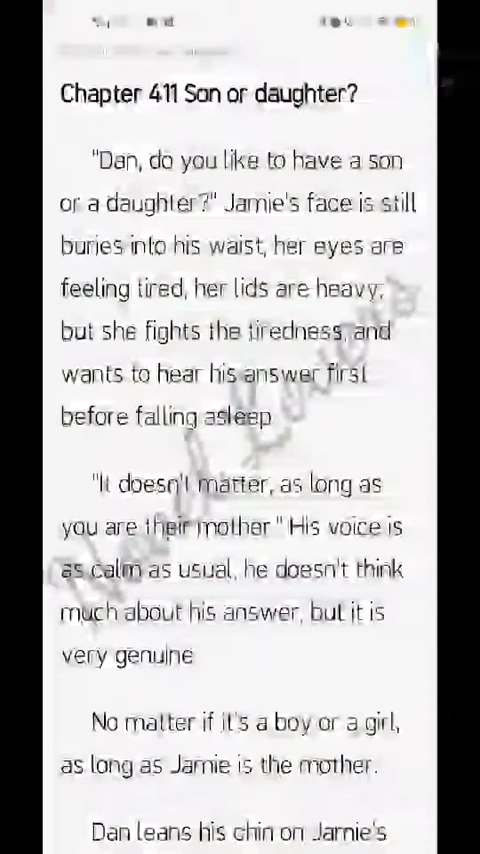 Chapter 411 Son or daughter?
"Dan, do you like to have a son
or a daughter?" Jamie's face is still
buries into his waist, her eyes are
feeling tired, her lids are heavy,
but she fights the tiredness, and
wants to hear his answer first
before falling asleep
"It doesn't matter, as long as
you are their mother" His voice is
as calm as usual, he doesn't think
much about his answer, but it is
very genuine
No matter if it's a boy or a girl,
as long as Jamie is the mother.
Dan leans his chin on Jamie's
Novel Lovers